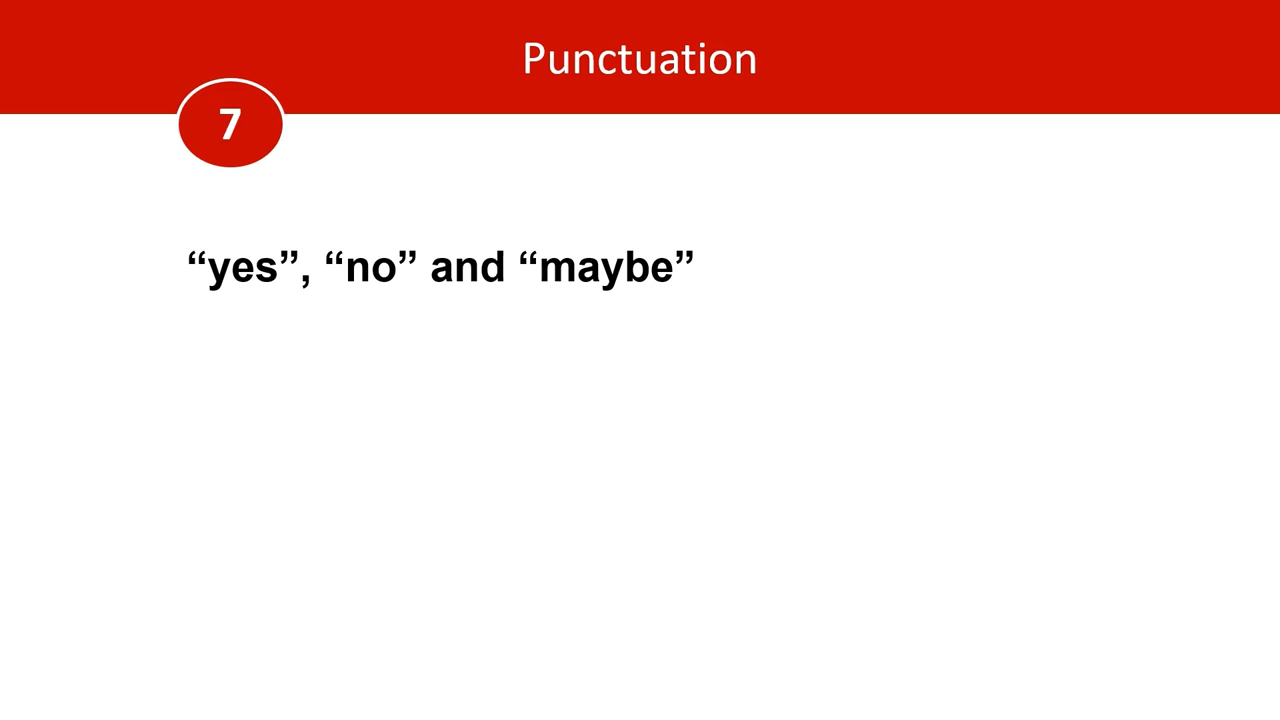 Punctuation
7
“yes”, “no” and “maybe”